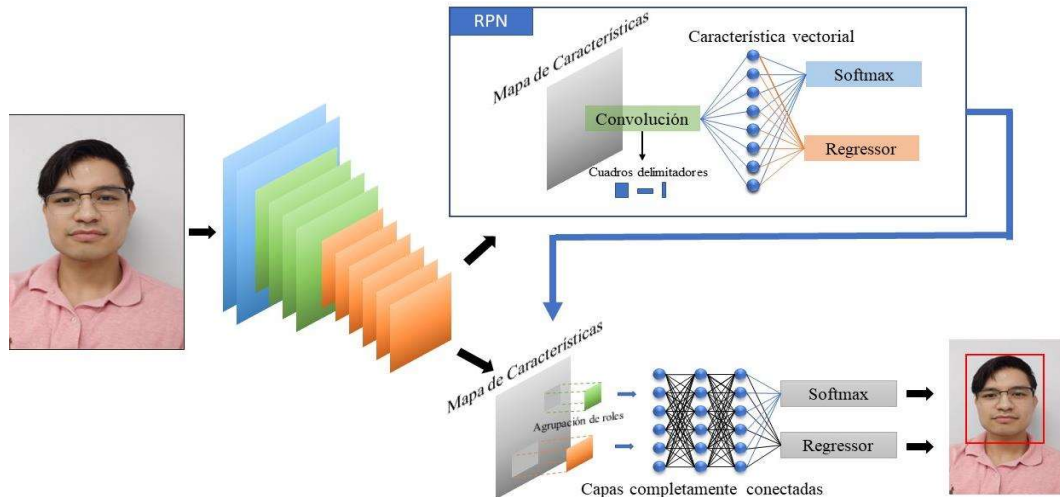 RPN
Mapa de Características
Característica vectorial
Softmax
Convolución
Regressor
Cuadros delimitadores
Mapa de Características
Agrupación de roles
Softmax
Regressor
Capas completamente conectadas